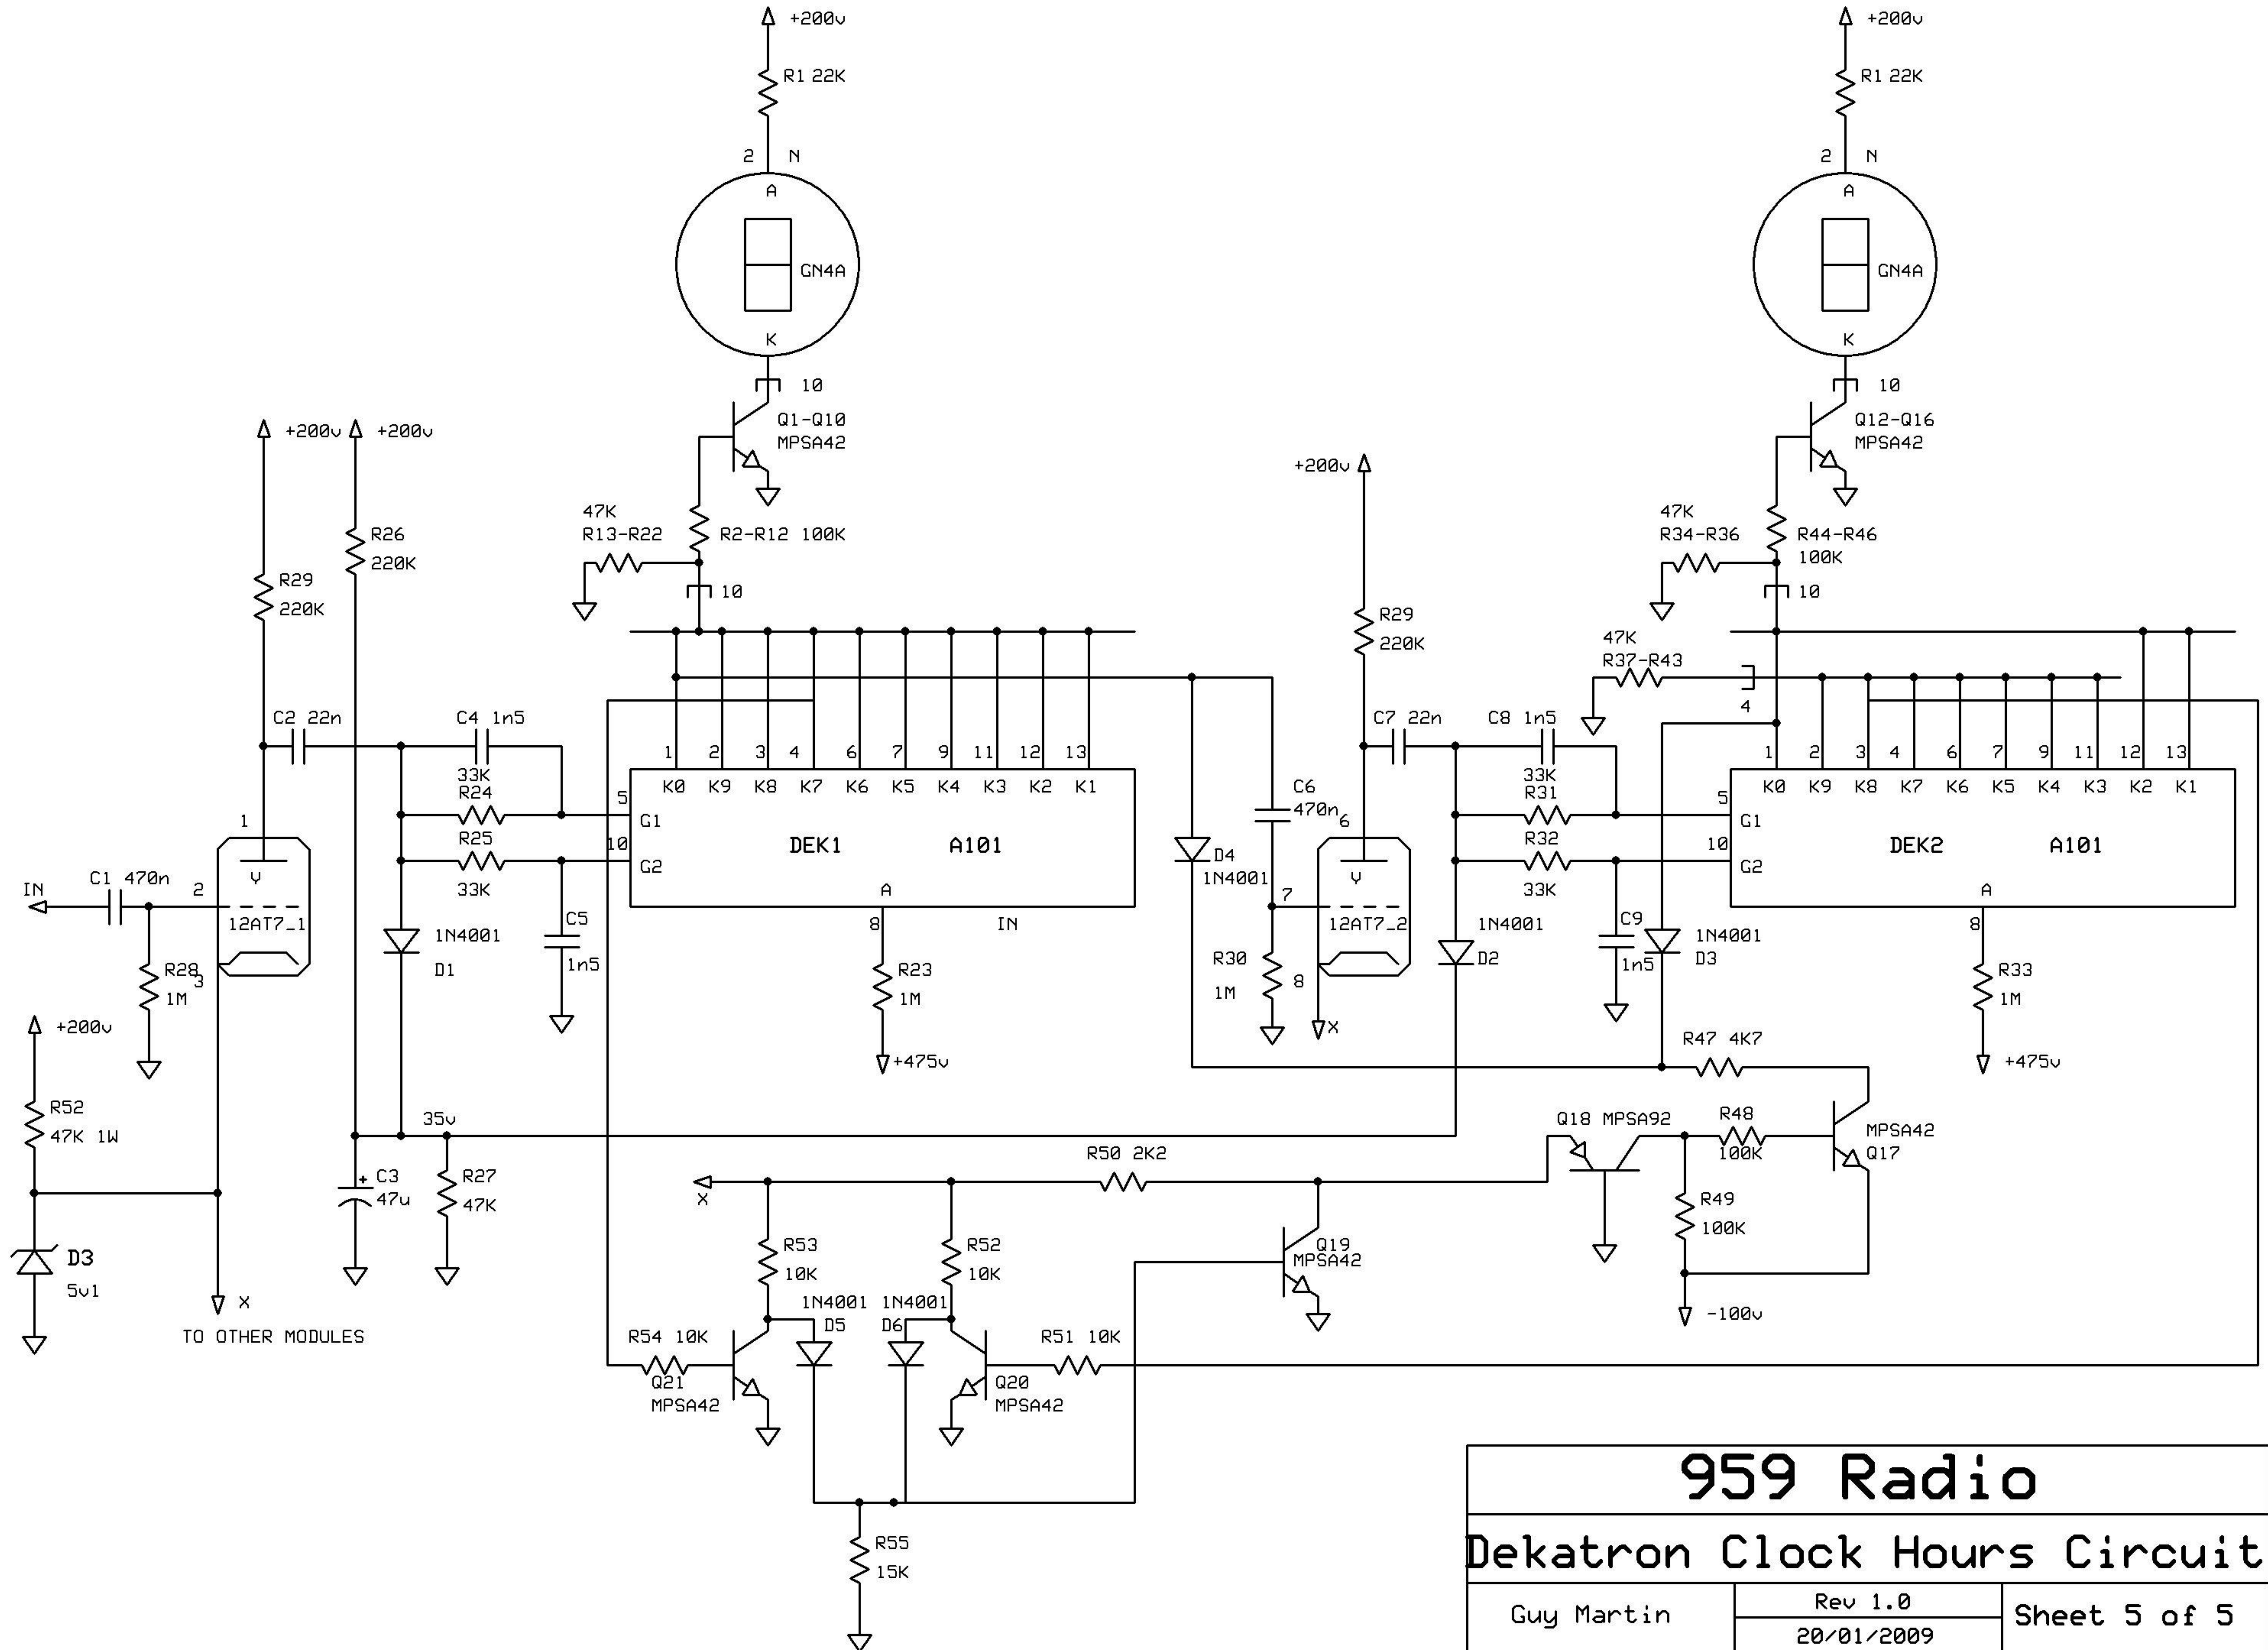 +200v
+200v
R1 22K
R1 22K
2 N
2 N
A
A
GN4A
GN4A
K
K
10
10
Q1-Q10
MPSA42
Q12-Q16
MPSA42
+200v
+200v
+200v
47K
R13-R22
R2-R12 100K
47K
R34-R36
R44-R46
100K
R26
220K
R29
220K
10
10
R29
220K
47K
R37-R43
4
C2 22n
C4 1n5
C7 22n
C8 1n5
1 2 3 4 6 7 9 11 12 13
K0 K9 K8 K7 K6 K5 K4 K3 K2 K1
1 2 3 4 6 7 9 11 12 13
K0 K9 K8 K7 K6 K5 K4 K3 K2 K1
33K
R24
5
G1
R25
10
G2
33K
DEK1
A101
A
8
IN
C6
470n
6
33K
R31
5
G1
R32
10
G2
33K
DEK2
A101
A
8
1
V
IN
C1 470n
2
12AT7_1
R28
1M
3
1N4001
D1
C5
1n5
R23
1M
+475v
D4
1N4001
7
V
12AT7_2
R30
1M
8
X
1N4001
D2
C9
1n5
1N4001
D3
R33
1M
+475v
+200v
R52
47K 1W
D3
5v1
X
TO OTHER MODULES
35v
C3
+
47u
R27
47K
R47 4K7
Q18 MPSA92
R48
100K
MPSA42
Q17
R49
100K
-100v
R50 2K2
X
R53
10K
R52
10K
Q19
MPSA42
1N4001
D5
1N4001
D6
R54 10K
Q21
MPSA42
R51 10K
Q20
MPSA42
R55
15K
959 Radio
Dekatron Clock Hours Circuit
Guy Martin
Rev 1.0
20/01/2009
Sheet 5 of 5